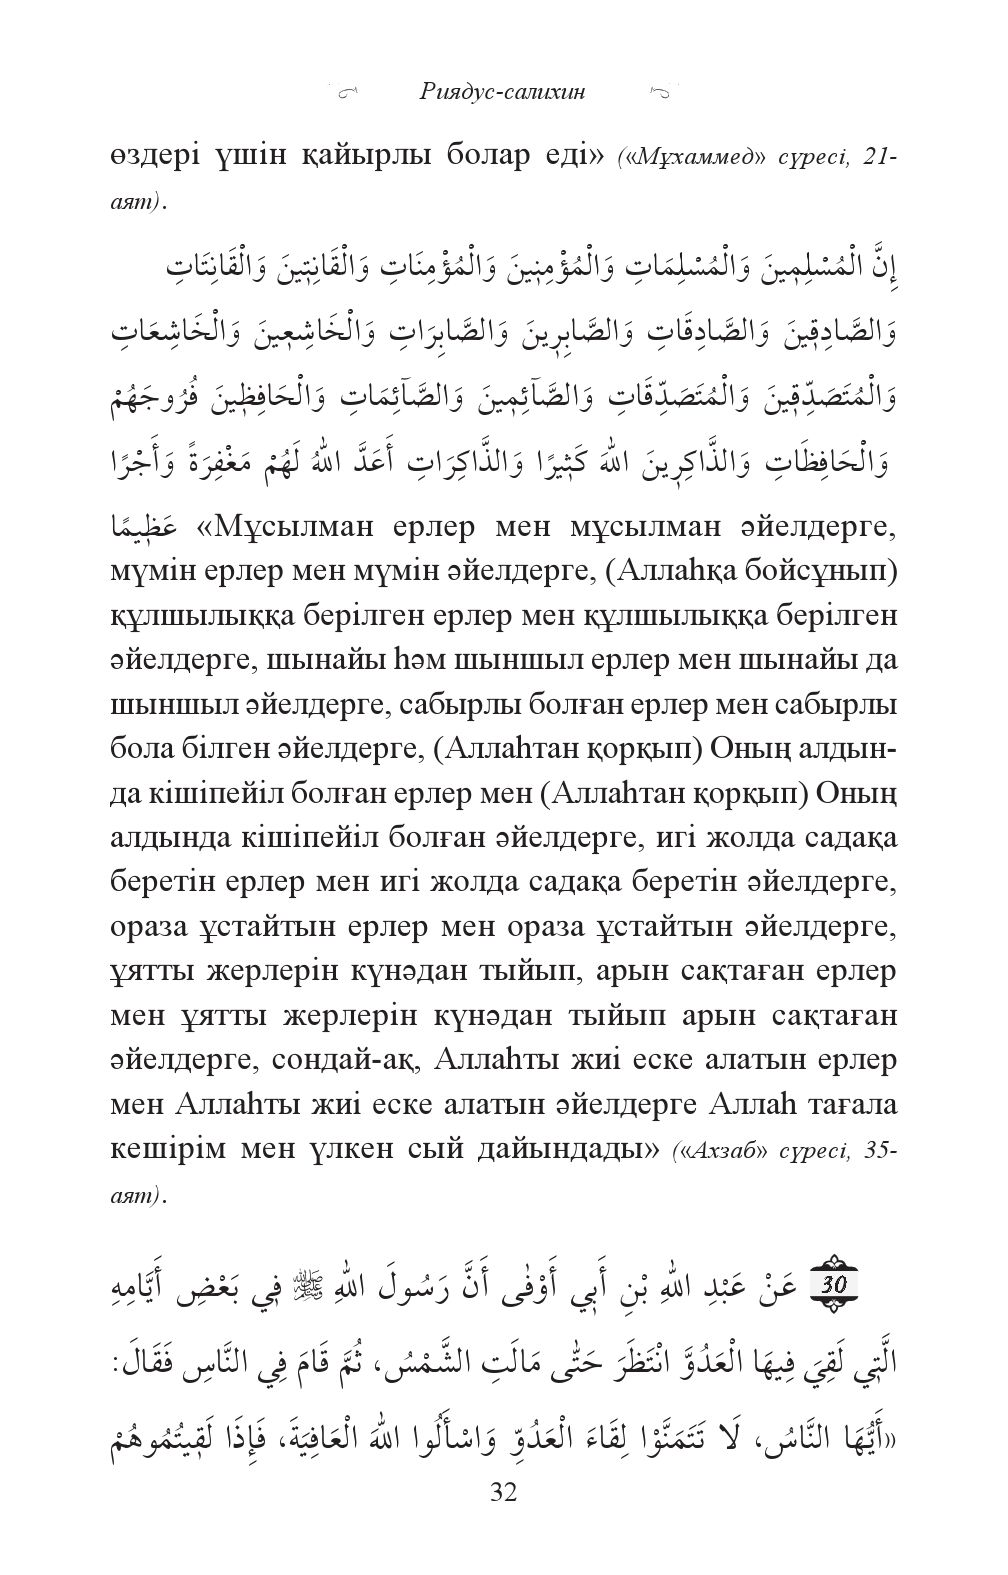 Риядус-салихин
өздері үшін қайырлы болар еді» («Мұхаммед» сүресі, 21-
аят).
إِنَّ الْمُسْلِمِينَ وَالْمُسْلِمَاتِ وَالْمُؤْمِنِينَ وَالْمُؤْمِنَاتِ وَالْقَانِتِينَ وَالْقَانِتَاتِ
وَالصَّادِقِينَ وَالصَّادِقَاتِ وَالصَّابِرِينَ وَالصَّابِرَاتِ وَالْخَاشِعِينَ وَالْخَاشِعَاتِ
وَالْمُتَصَدِّقِينَ وَالْمُتَصَدِّقَاتِ وَالصَّآئِمِينَ وَالصَّآئِمَاتِ وَالْحَافِظِينَ فُرُوجَهُمْ
وَالْحَافِظَاتِ وَالذَّاكِرِينَ اللهَ كَثِيرًا وَالذَّاكِرَاتِ أَعَدَّ اللهُ لَهُمْ مَغْفِرَةً وَأَجْرًا
عَظِيمًا «Мұсылман ерлер мен мұсылман әйелдерге,
мүмін ерлер мен мүмін әйелдерге, (Аллаһқа бойсұнып)
құлшылыққа берілген ерлер мен құлшылыққа берілген
әйелдерге, шынайы һәм шыншыл ерлер мен шынайы да
шыншыл әйелдерге, сабырлы болған ерлер мен сабырлы
бола білген әйелдерге, (Аллаһтан қорқып) Оның алдын-
да кішіпейіл болған ерлер мен (Аллаһтан қорқып) Оның
алдында кішіпейіл болған әйелдерге, игі жолда садақа
беретін ерлер мен игі жолда садақа беретін әйелдерге,
ораза ұстайтын ерлер мен ораза ұстайтын әйелдерге,
ұятты жерлерін күнәдан тыйып, арын сақтаған ерлер
мен ұятты жерлерін күнәдан тыйып арын сақтаған
әйелдерге, сондай-ақ, Аллаһты жиі еске алатын ерлер
мен Аллаһты жиі еске алатын әйелдерге Аллаһ тағала
кешірім мен үлкен сый дайындады» («Ахзаб» сүресі, 35-
аят).
30 عَنْ عَبْدِ اللهِ بْنِ أَبِي أَوْفٰى أَنَّ رَسُولَ اللهِ ﷺ فِي بَعْضِ أَيَّامِهِ
الَّتِي لَقِيَ فِيهَا الْعَدُوَّ انْتَظَرَ حَتّٰى مَالَتِ الشَّمْسُ، ثُمَّ قَامَ فِي النَّاسِ فَقَالَ:
«أَيُّهَا النَّاسُ، لَا تَتَمَنَّوْا لِقَاءَ الْعَدُوِّ وَاسْأَلُوا اللهَ الْعَافِيَةَ، فَإِذَا لَقِيتُمُوهُمْ
32